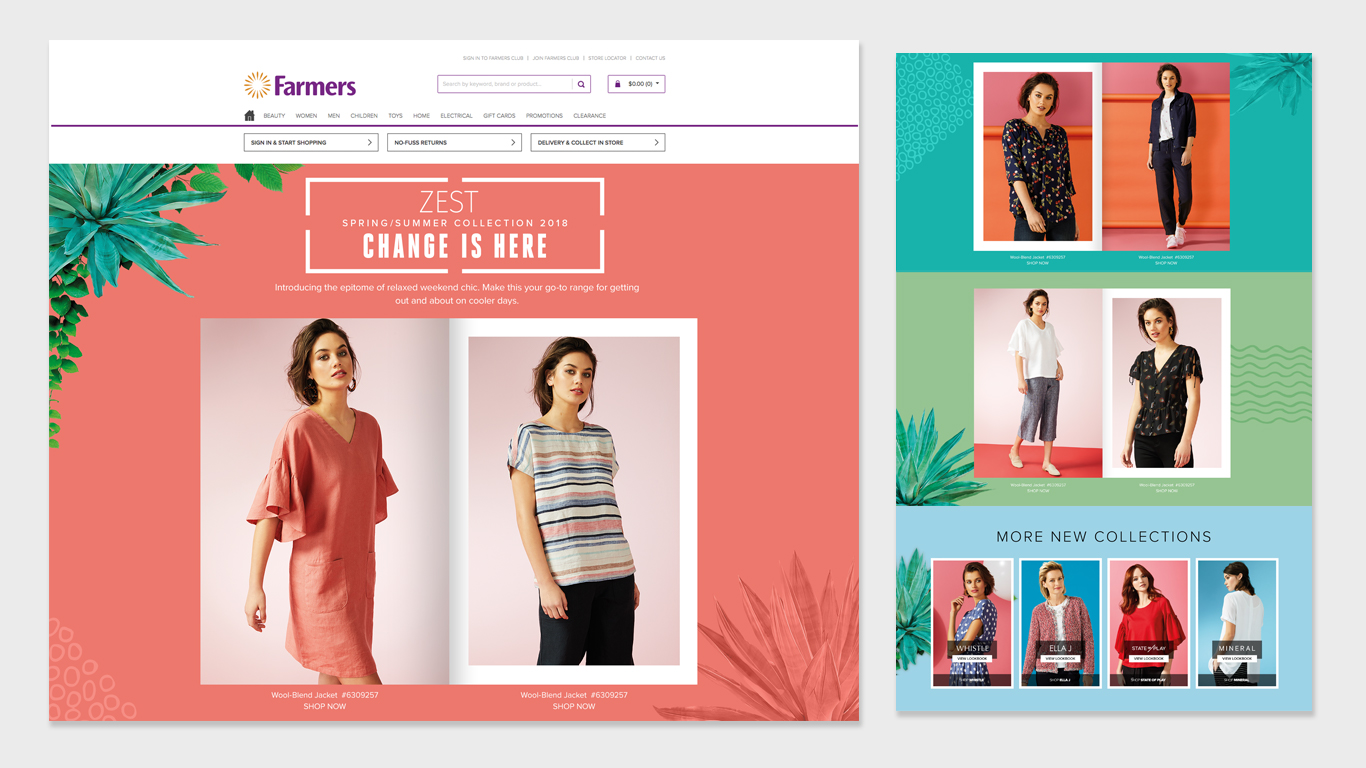 SIGN IN TO FARMERS CLUB | JOIN FARMERS CLUB | STORE LOCATOR | CONTACT US
Farmers
Search by keyword, brand or product...
$0.00 (0)
BEAUTY WOMEN MEN CHILDREN TOYS HOME ELECTRICAL GIFT CARDS PROMOTIONS CLEARANCE
SIGN IN & START SHOPPING
NO-FUSS RETURNS
DELIVERY & COLLECT IN STORE
ZEST
SPRING/SUMMER COLLECTION 2018
CHANGE IS HERE
Introducing the epitome of relaxed weekend chic. Make this your go-to range for getting
out and about on cooler days.
Wool-Blend Jacket #6309257
SHOP NOW
Wool-Blend Jacket #6309257
SHOP NOW
Wool-Blend Jacket #6309257
SHOP NOW
Wool-Blend Jacket #6309257
SHOP NOW
Wool-Blend Jacket #6309257
SHOP NOW
Wool-Blend Jacket #6309257
SHOP NOW
MORE NEW COLLECTIONS
WHISTLE
VIEW LOOKBOOK
SHOP WHISTLE
ELLA J
VIEW LOOKBOOK
SHOP ELLA J
STATE of PLAY
VIEW LOOKBOOK
SHOP STATE OF PLAY
MINERAL
VIEW LOOKBOOK
SHOP MINERAL